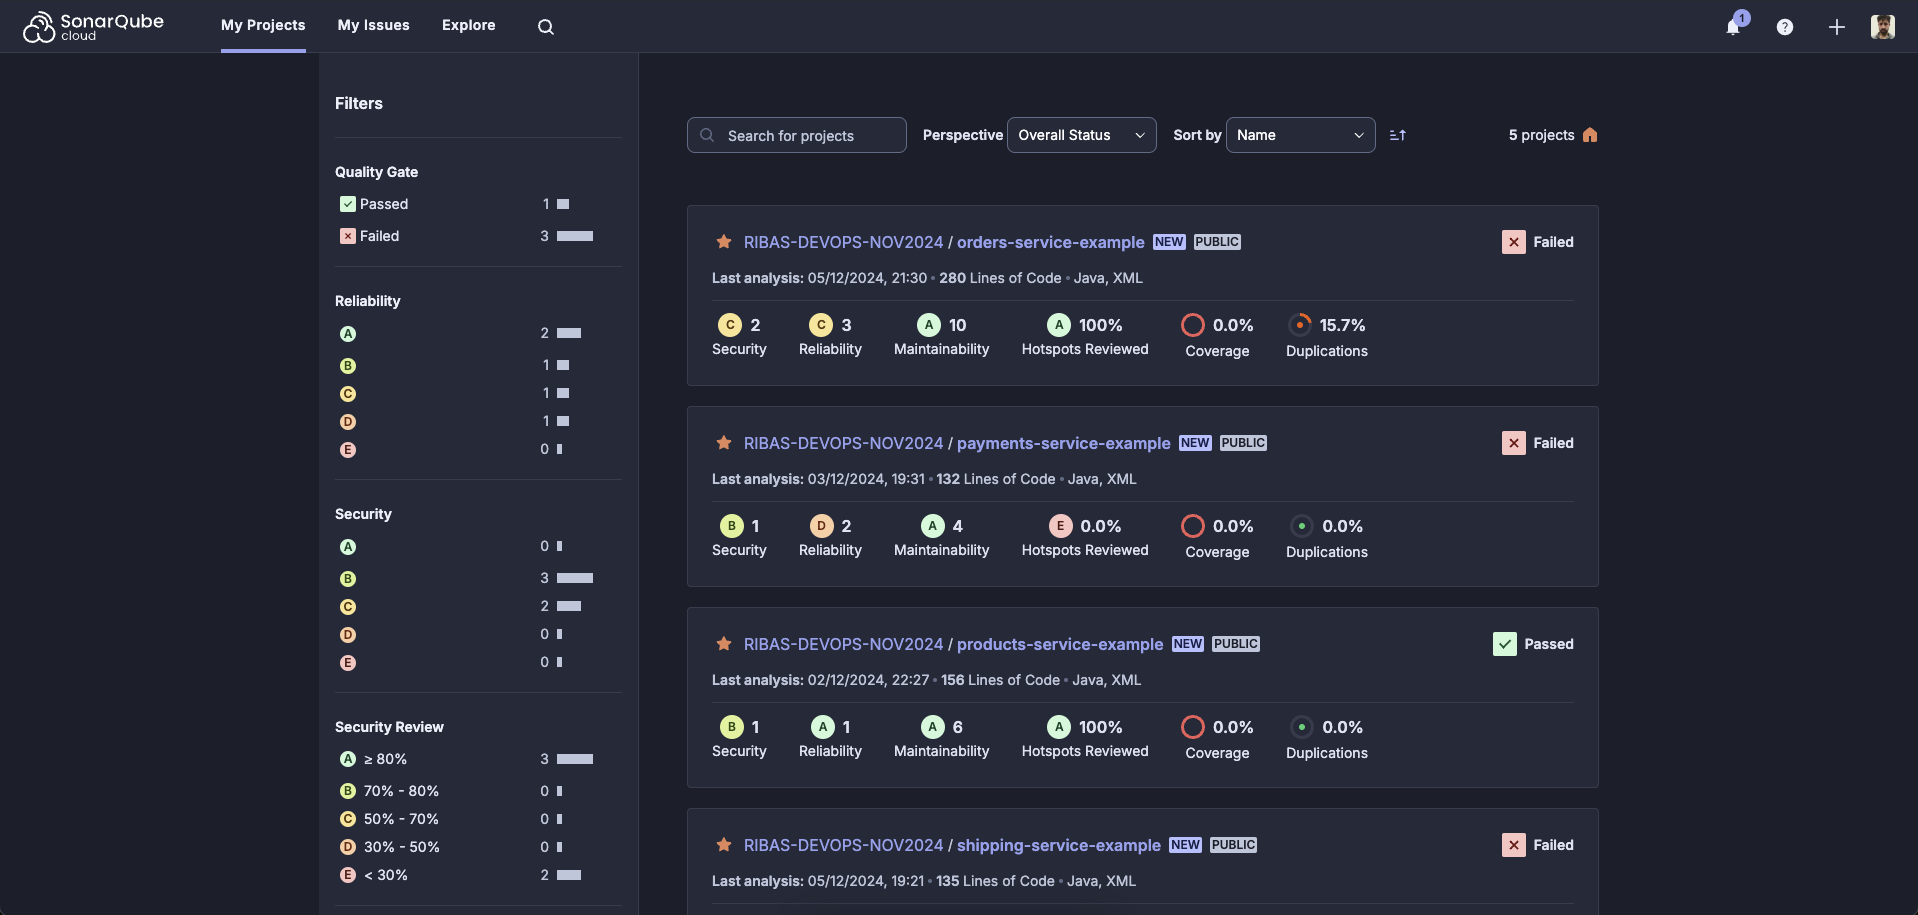 SonarQube cloud
My Projects My Issues Explore
1 ?
Filters
Quality Gate
Passed 1
Failed 3
Reliability
A 2
B 1
C 1
D 1
E 0
Security
A 0
B 3
C 2
D 0
E 0
Security Review
A ≥ 80% 3
B 70% - 80% 0
C 50% - 70% 0
D 30% - 50% 0
E < 30% 2
Search for projects Perspective Overall Status Sort by Name 5 projects
RIBAS-DEVOPS-NOV2024 / orders-service-example NEW PUBLIC Failed
Last analysis: 05/12/2024, 21:30 • 280 Lines of Code • Java, XML
C 2 C 3 A 10 A 100% 0.0% 15.7%
Security Reliability Maintainability Hotspots Reviewed Coverage Duplications
RIBAS-DEVOPS-NOV2024 / payments-service-example NEW PUBLIC Failed
Last analysis: 03/12/2024, 19:31 • 132 Lines of Code • Java, XML
B 1 D 2 A 4 E 0.0% 0.0% 0.0%
Security Reliability Maintainability Hotspots Reviewed Coverage Duplications
RIBAS-DEVOPS-NOV2024 / products-service-example NEW PUBLIC Passed
Last analysis: 02/12/2024, 22:27 • 156 Lines of Code • Java, XML
B 1 A 1 A 6 A 100% 0.0% 0.0%
Security Reliability Maintainability Hotspots Reviewed Coverage Duplications
RIBAS-DEVOPS-NOV2024 / shipping-service-example NEW PUBLIC Failed
Last analysis: 05/12/2024, 19:21 • 135 Lines of Code • Java, XML